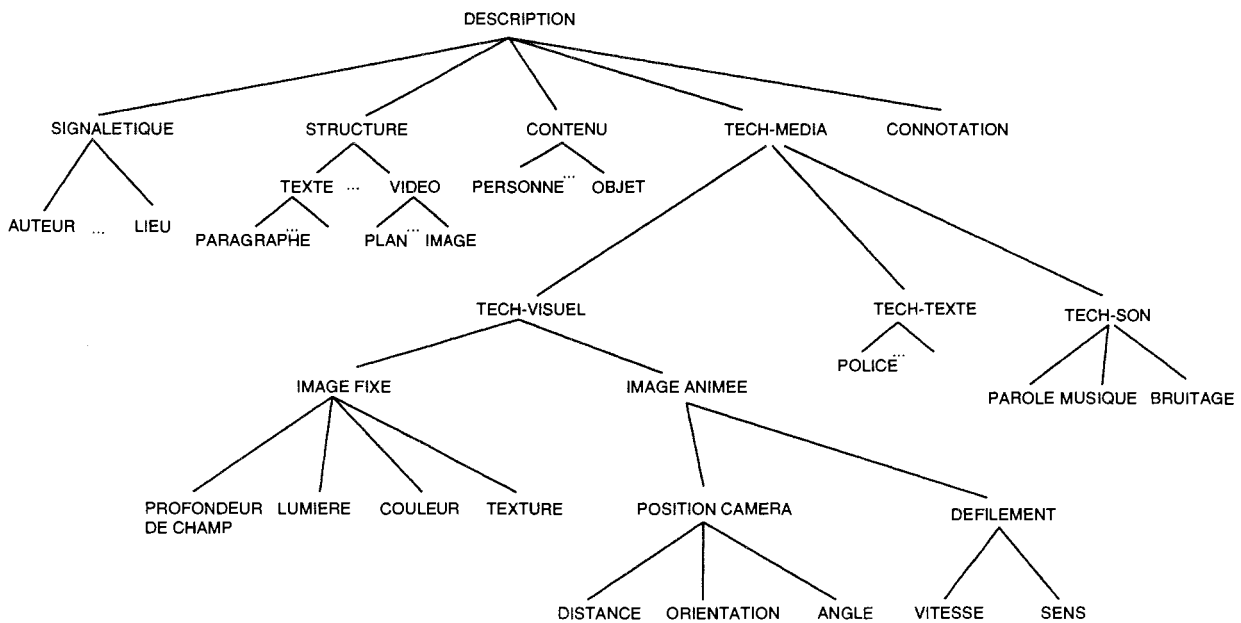 DESCRIPTION
SIGNALETIQUE STRUCTURE CONTENU TECH-MEDIA CONNOTATION
TEXTE ... VIDEO PERSONNE ... OBJET
AUTEUR ... LIEU PARAGRAPHE ... PLAN ... IMAGE
TECH-VISUEL TECH-TEXTE TECH-SON
POLICE ...
IMAGE FIXE IMAGE ANIMEE PAROLE MUSIQUE BRUITAGE
PROFONDEUR LUMIERE COULEUR TEXTURE POSITION CAMERA DEFILEMENT
DE CHAMP
DISTANCE ORIENTATION ANGLE VITESSE SENS